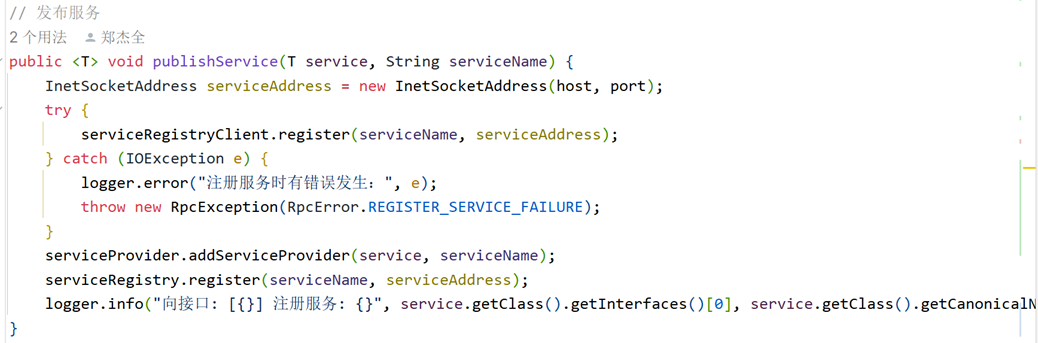 // 发布服务
2 个用法 郑杰全
public <T> void publishService(T service, String serviceName) {
    InetSocketAddress serviceAddress = new InetSocketAddress(host, port);
    try {
        serviceRegistryClient.register(serviceName, serviceAddress);
    } catch (IOException e) {
        logger.error("注册服务时有错误发生：", e);
        throw new RpcException(RpcError.REGISTER_SERVICE_FAILURE);
    }
    serviceProvider.addServiceProvider(service, serviceName);
    serviceRegistry.register(serviceName, serviceAddress);
    logger.info("向接口: [{}] 注册服务: {}", service.getClass().getInterfaces()[0], service.getClass().getCanonicalN
}